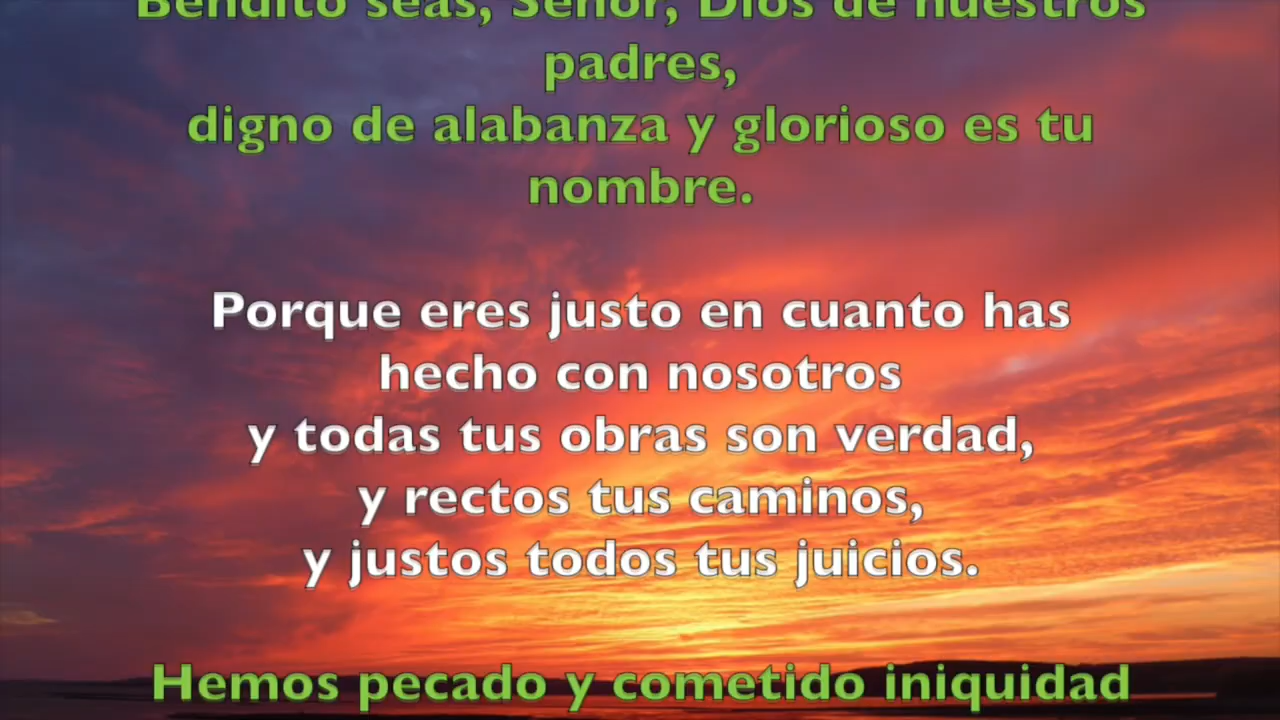 Bendito seas, Señor, Dios de nuestros
padres,
digno de alabanza y glorioso es tu
nombre.
Porque eres justo en cuanto has
hecho con nosotros
y todas tus obras son verdad,
y rectos tus caminos,
y justos todos tus juicios.
Hemos pecado y cometido iniquidad